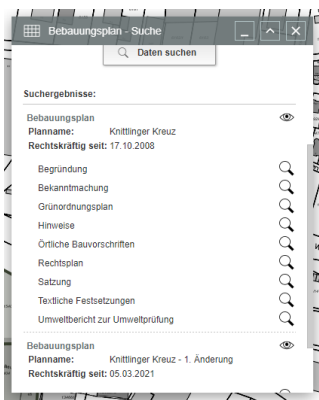 Bebauungsplan - Suche
Daten suchen
Suchergebnisse:
Bebauungsplan
Planname: Knittlinger Kreuz
Rechtskräftig seit: 17.10.2008
Begründung
Bekanntmachung
Grünordnungsplan
Hinweise
Örtliche Bauvorschriften
Rechtsplan
Satzung
Textliche Festsetzungen
Umweltbericht zur Umweltprüfung
Bebauungsplan
Planname: Knittlinger Kreuz - 1. Änderung
Rechtskräftig seit: 05.03.2021